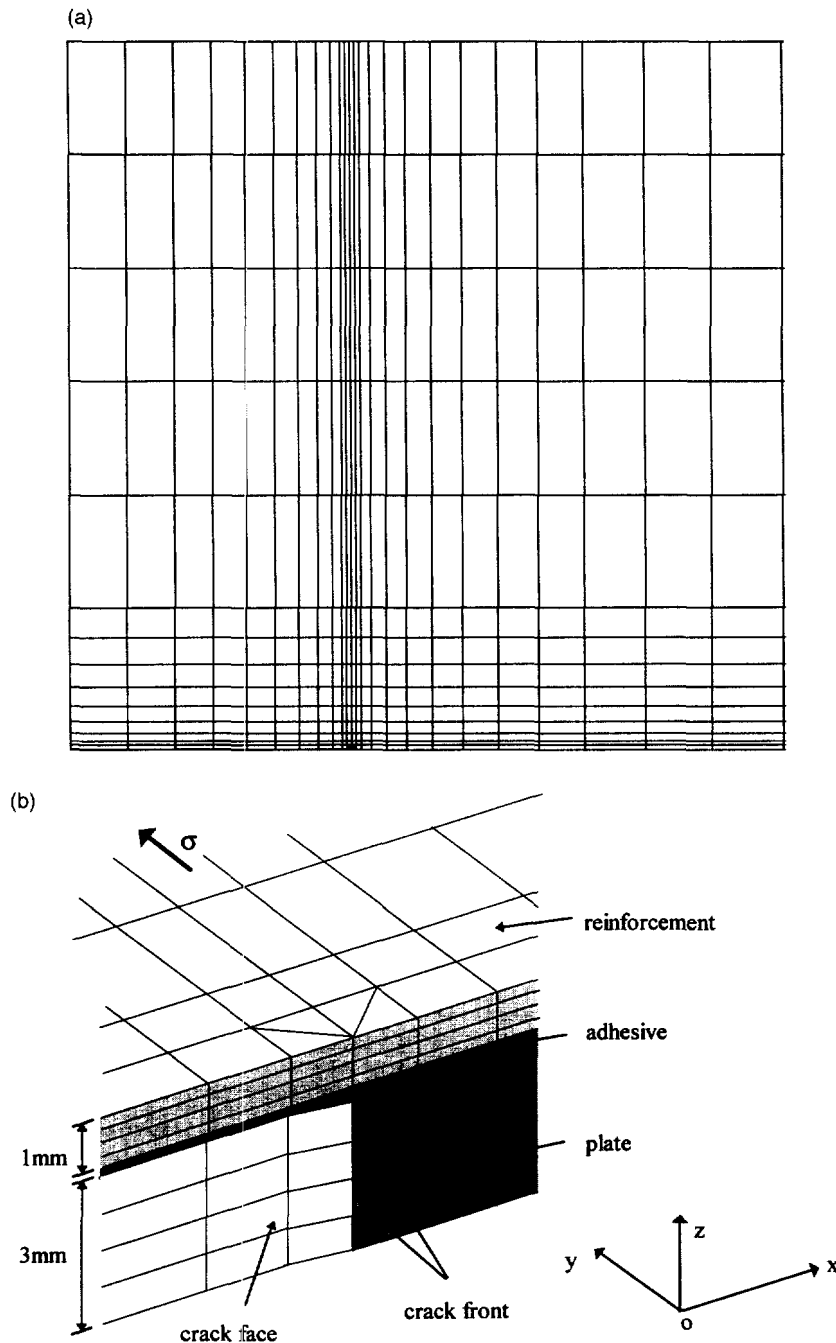 (a)
(b)
σ
reinforcement
adhesive
1mm
plate
3mm
z
y
x
o
crack front
crack face